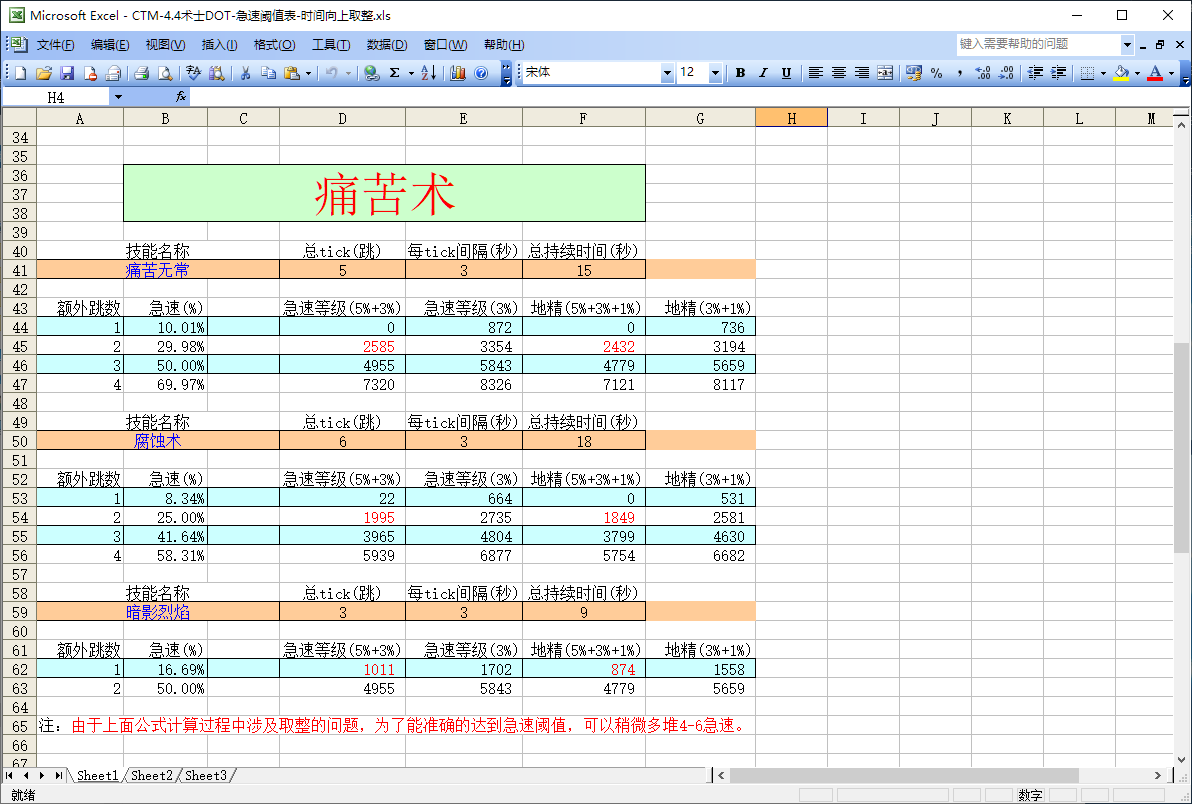 Microsoft Excel - CTM-4.4术士DOT-急速阈值表-时间向上取整.xls
文件(F) 编辑(E) 视图(V) 插入(I) 格式(O) 工具(T) 数据(D) 窗口(W) 帮助(H) 键入需要帮助的问题
宋体 12 B I U
H4 fx
A B C D E F G H I J K L M
34
35
36
37 痛苦术
38
39
40 技能名称 总tick(跳) 每tick间隔(秒) 总持续时间(秒)
41 痛苦无常 5 3 15
42
43 额外跳数 急速(%) 急速等级(5%+3%) 急速等级(3%) 地精(5%+3%+1%) 地精(3%+1%)
44 1 10.01% 0 872 0 736
45 2 29.98% 2585 3354 2432 3194
46 3 50.00% 4955 5843 4779 5659
47 4 69.97% 7320 8326 7121 8117
48
49 技能名称 总tick(跳) 每tick间隔(秒) 总持续时间(秒)
50 腐蚀术 6 3 18
51
52 额外跳数 急速(%) 急速等级(5%+3%) 急速等级(3%) 地精(5%+3%+1%) 地精(3%+1%)
53 1 8.34% 22 664 0 531
54 2 25.00% 1995 2735 1849 2581
55 3 41.64% 3965 4804 3799 4630
56 4 58.31% 5939 6877 5754 6682
57
58 技能名称 总tick(跳) 每tick间隔(秒) 总持续时间(秒)
59 暗影烈焰 3 3 9
60
61 额外跳数 急速(%) 急速等级(5%+3%) 急速等级(3%) 地精(5%+3%+1%) 地精(3%+1%)
62 1 16.69% 1011 1702 874 1558
63 2 50.00% 4955 5843 4779 5659
64
65 注：由于上面公式计算过程中涉及取整的问题，为了能准确的达到急速阈值，可以稍微多堆4-6急速。
66
67
Sheet1 Sheet2 Sheet3
就绪 数字